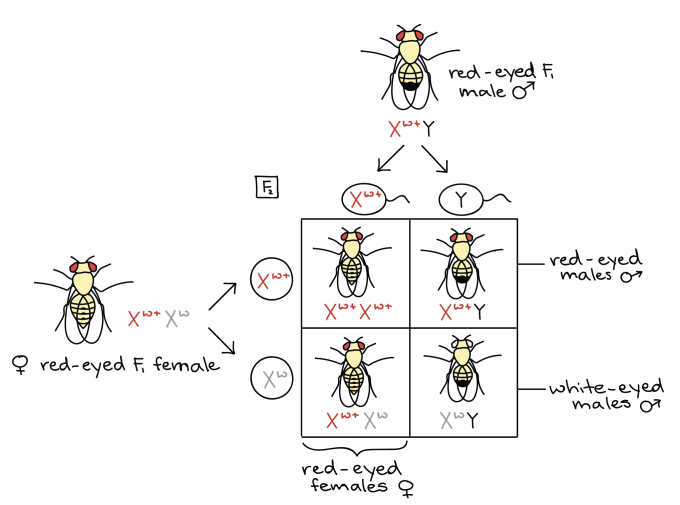 red-eyed F₁
male ♂
X^w+ Y
F₂
X^w+
Y
X^w+
X^w+ X^w+
X^w+ Y
red-eyed
males ♂
X^w+ X^w
♀ red-eyed F₁ female
X^w
X^w+ X^w
X^w Y
white-eyed
males ♂
red-eyed
females ♀